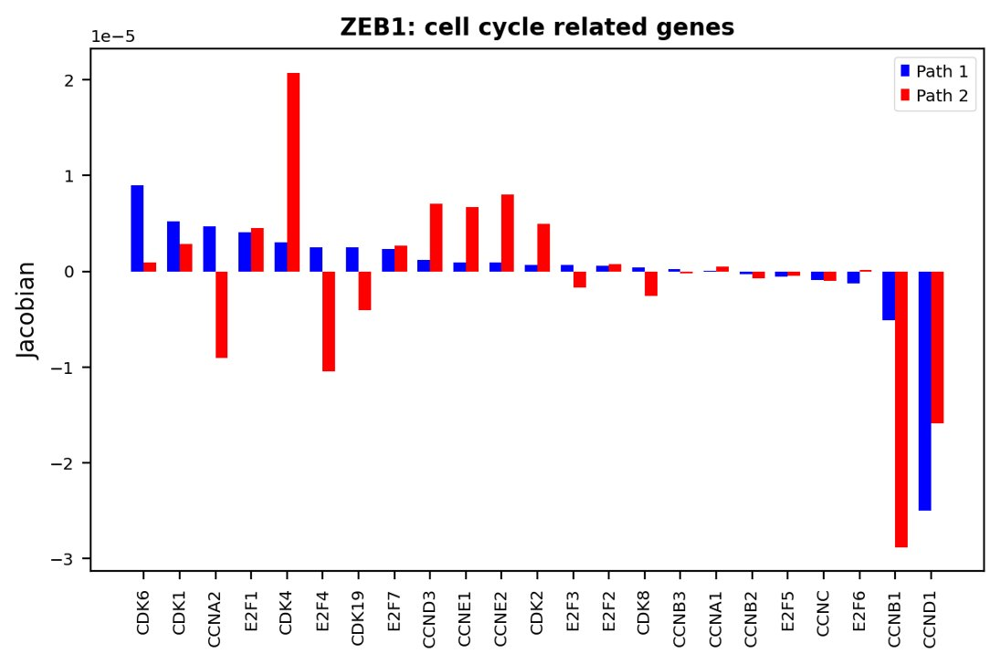 ZEB1: cell cycle related genes
1e−5
Path 1
Path 2
2
1
0
−1
−2
−3
Jacobian
CDK6
CDK1
CCNA2
E2F1
CDK4
E2F4
CDK19
E2F7
CCND3
CCNE1
CCNE2
CDK2
E2F3
E2F2
CDK8
CCNB3
CCNA1
CCNB2
E2F5
CCNC
E2F6
CCNB1
CCND1